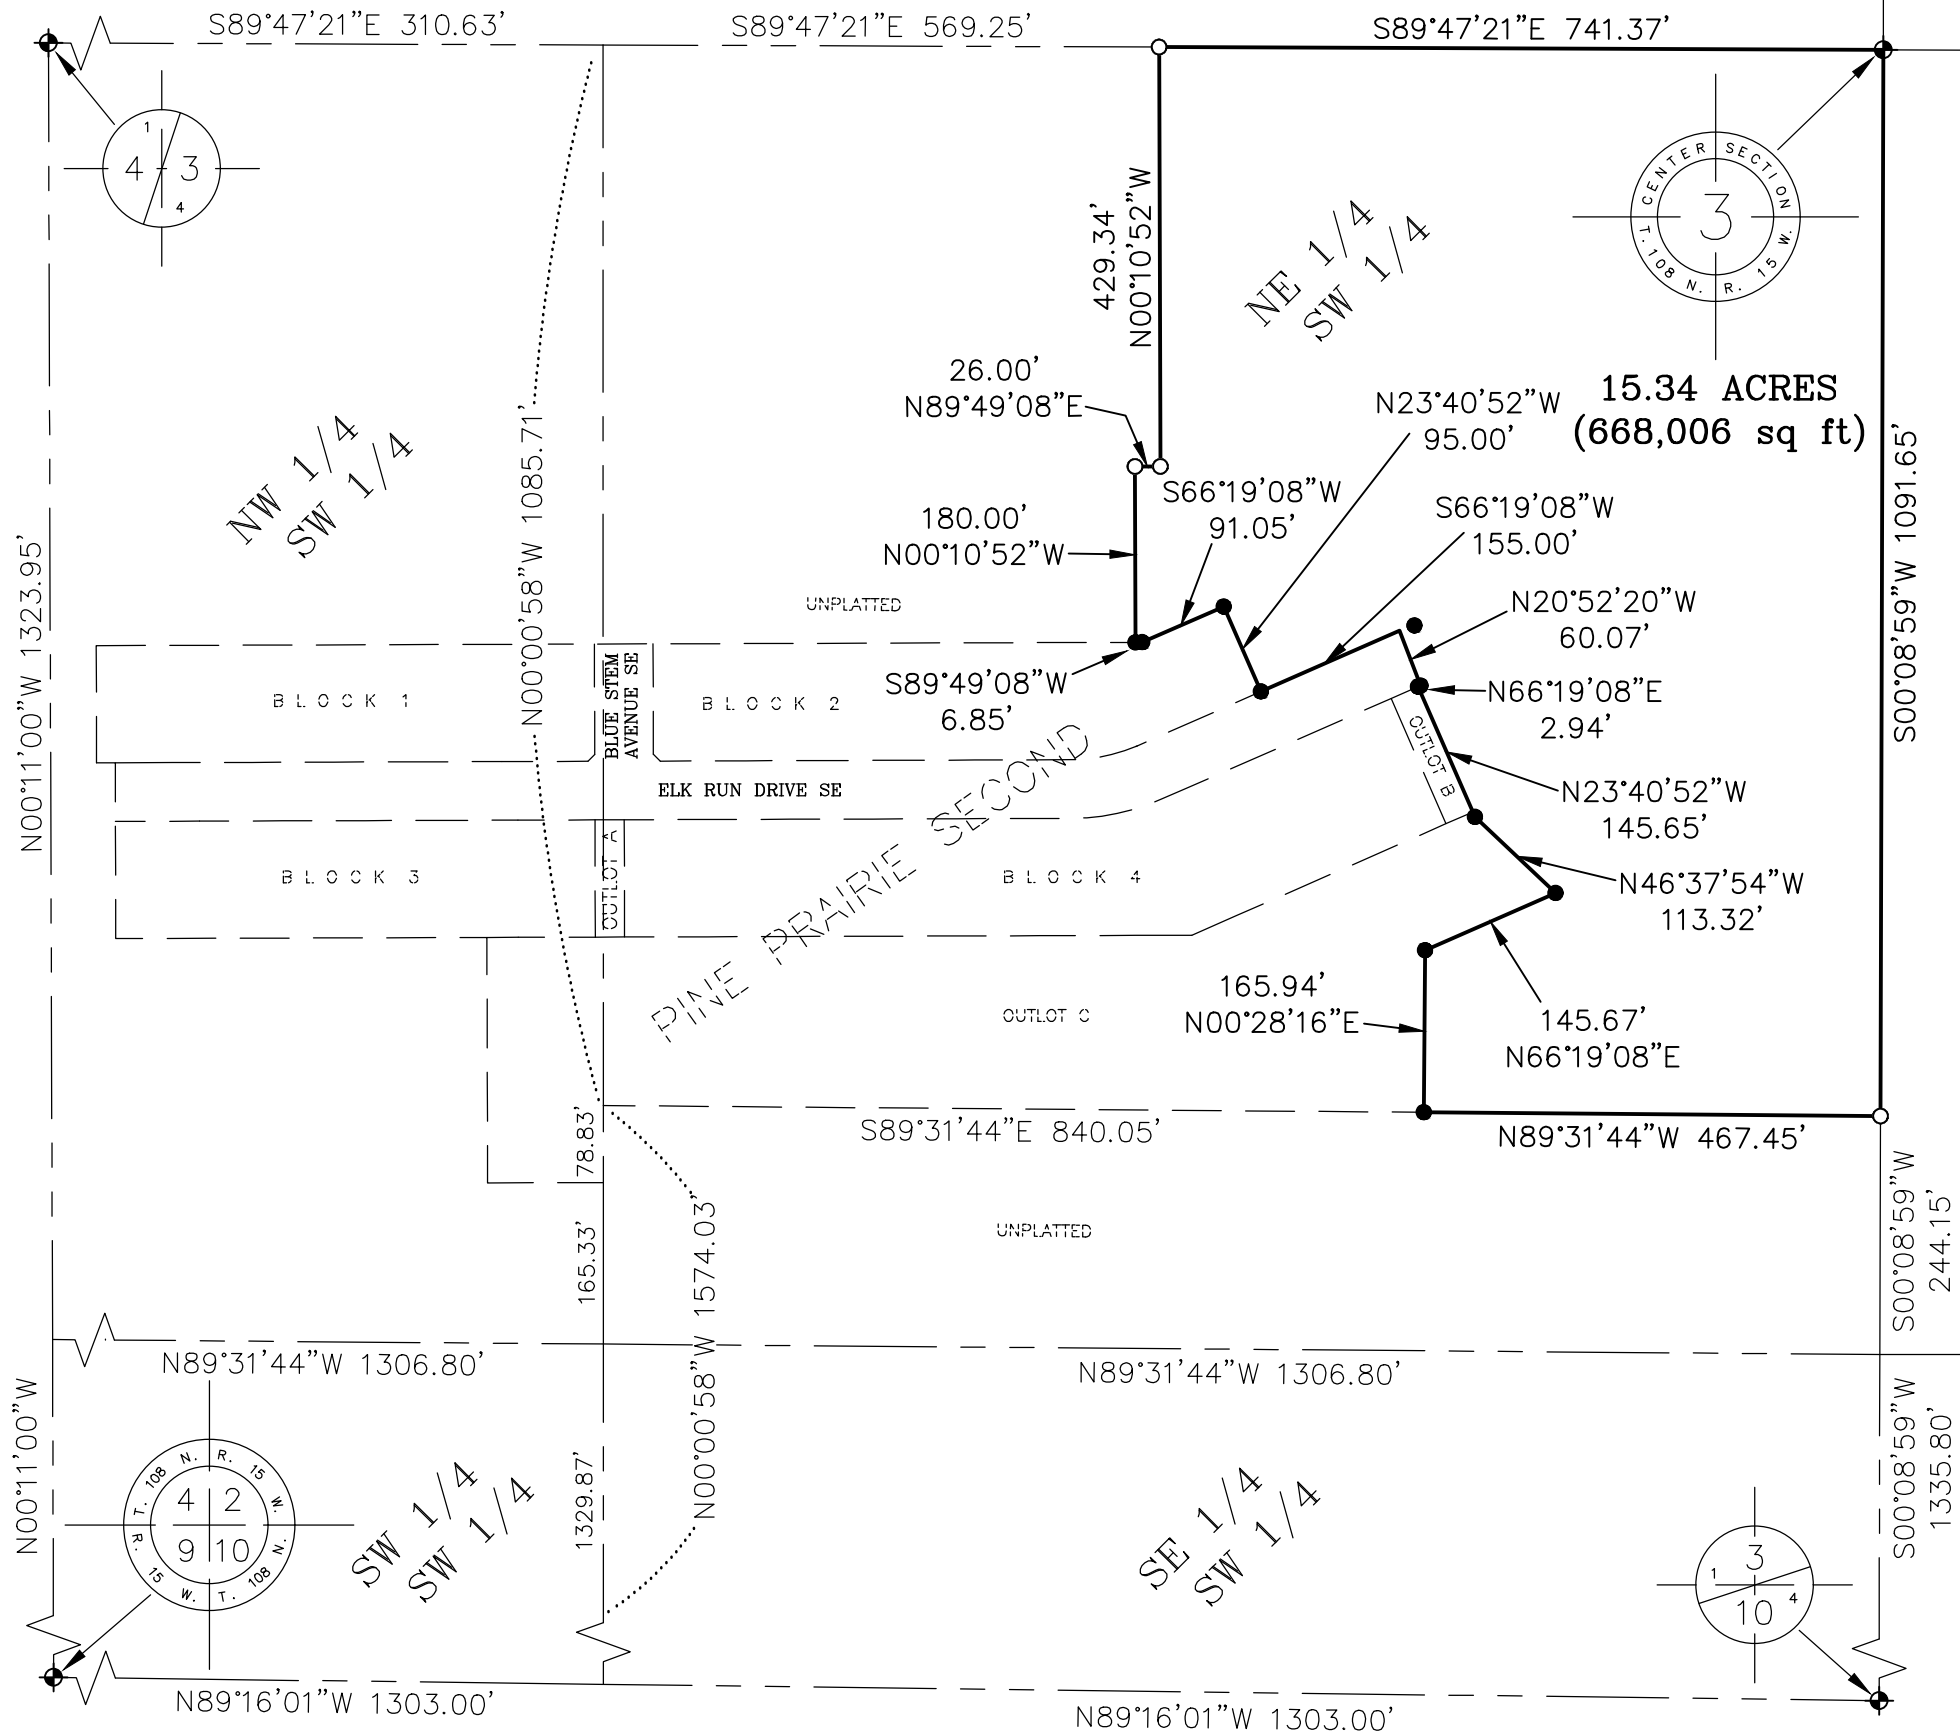 S89°47'21"E 310.63'
S89°47'21"E 569.25'
S89°47'21"E 741.37'
1
4 3
4
CENTER SECTION
3
T. 108 N. R. 15 W.
429.34'
N00°10'52"W
NE 1/4
SW 1/4
26.00'
N89°49'08"E
N23°40'52"W
95.00'
15.34 ACRES
(668,006 sq ft)
NW 1/4
SW 1/4
N00°00'58"W 1085.71'
S66°19'08"W
91.05'
S66°19'08"W
155.00'
180.00'
N00°10'52"W
S00°08'59"W 1091.65'
N00°11'00"W 1323.95'
UNPLATTED
N20°52'20"W
60.07'
S89°49'08"W
6.85'
N66°19'08"E
2.94'
BLOCK 1
BLUE STEM
AVENUE SE
BLOCK 2
OUTLOT B
ELK RUN DRIVE SE
N23°40'52"W
145.65'
PINE PRAIRIE SECOND
BLOCK 3
OUTLOT A
BLOCK 4
N46°37'54"W
113.32'
165.94'
N00°28'16"E
OUTLOT C
145.67'
N66°19'08"E
78.83'
S89°31'44"E 840.05'
N89°31'44"W 467.45'
165.33'
N00°00'58"W 1574.03'
UNPLATTED
S00°08'59"W
244.15'
N89°31'44"W 1306.80'
N89°31'44"W 1306.80'
N00°11'00"W
T. 108 N. R. 15 W.
4 2
9 10
R. 15 W. T. 108 N.
SW 1/4
SW 1/4
1329.87'
SE 1/4
SW 1/4
3
1 4
10
S00°08'59"W
1335.80'
N89°16'01"W 1303.00'
N89°16'01"W 1303.00'